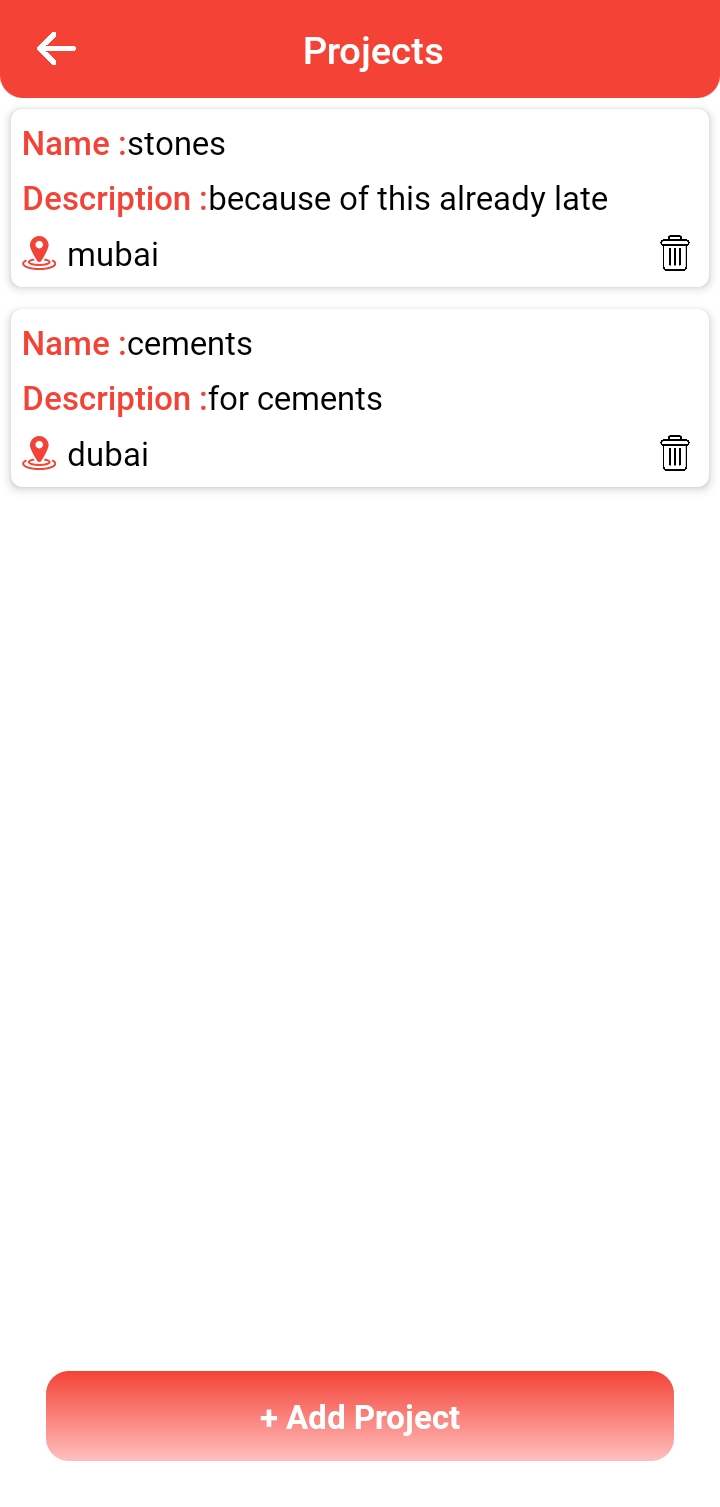 Projects
Name :stones
Description :because of this already late
mubai
Name :cements
Description :for cements
dubai
+ Add Project